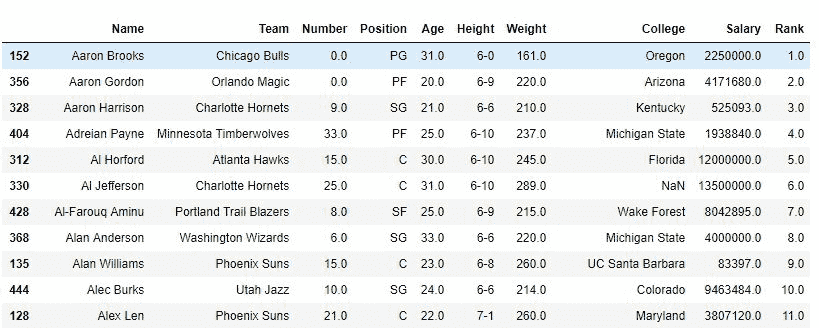 Name Team Number Position Age Height Weight College Salary Rank
152 Aaron Brooks Chicago Bulls 0.0 PG 31.0 6-0 161.0 Oregon 2250000.0 1.0
356 Aaron Gordon Orlando Magic 0.0 PF 20.0 6-9 220.0 Arizona 4171680.0 2.0
328 Aaron Harrison Charlotte Hornets 9.0 SG 21.0 6-6 210.0 Kentucky 525093.0 3.0
404 Adreian Payne Minnesota Timberwolves 33.0 PF 25.0 6-10 237.0 Michigan State 1938840.0 4.0
312 Al Horford Atlanta Hawks 15.0 C 30.0 6-10 245.0 Florida 12000000.0 5.0
330 Al Jefferson Charlotte Hornets 25.0 C 31.0 6-10 289.0 NaN 13500000.0 6.0
428 Al-Farouq Aminu Portland Trail Blazers 8.0 SF 25.0 6-9 215.0 Wake Forest 8042895.0 7.0
368 Alan Anderson Washington Wizards 6.0 SG 33.0 6-6 220.0 Michigan State 4000000.0 8.0
135 Alan Williams Phoenix Suns 15.0 C 23.0 6-8 260.0 UC Santa Barbara 83397.0 9.0
444 Alec Burks Utah Jazz 10.0 SG 24.0 6-6 214.0 Colorado 9463484.0 10.0
128 Alex Len Phoenix Suns 21.0 C 22.0 7-1 260.0 Maryland 3807120.0 11.0